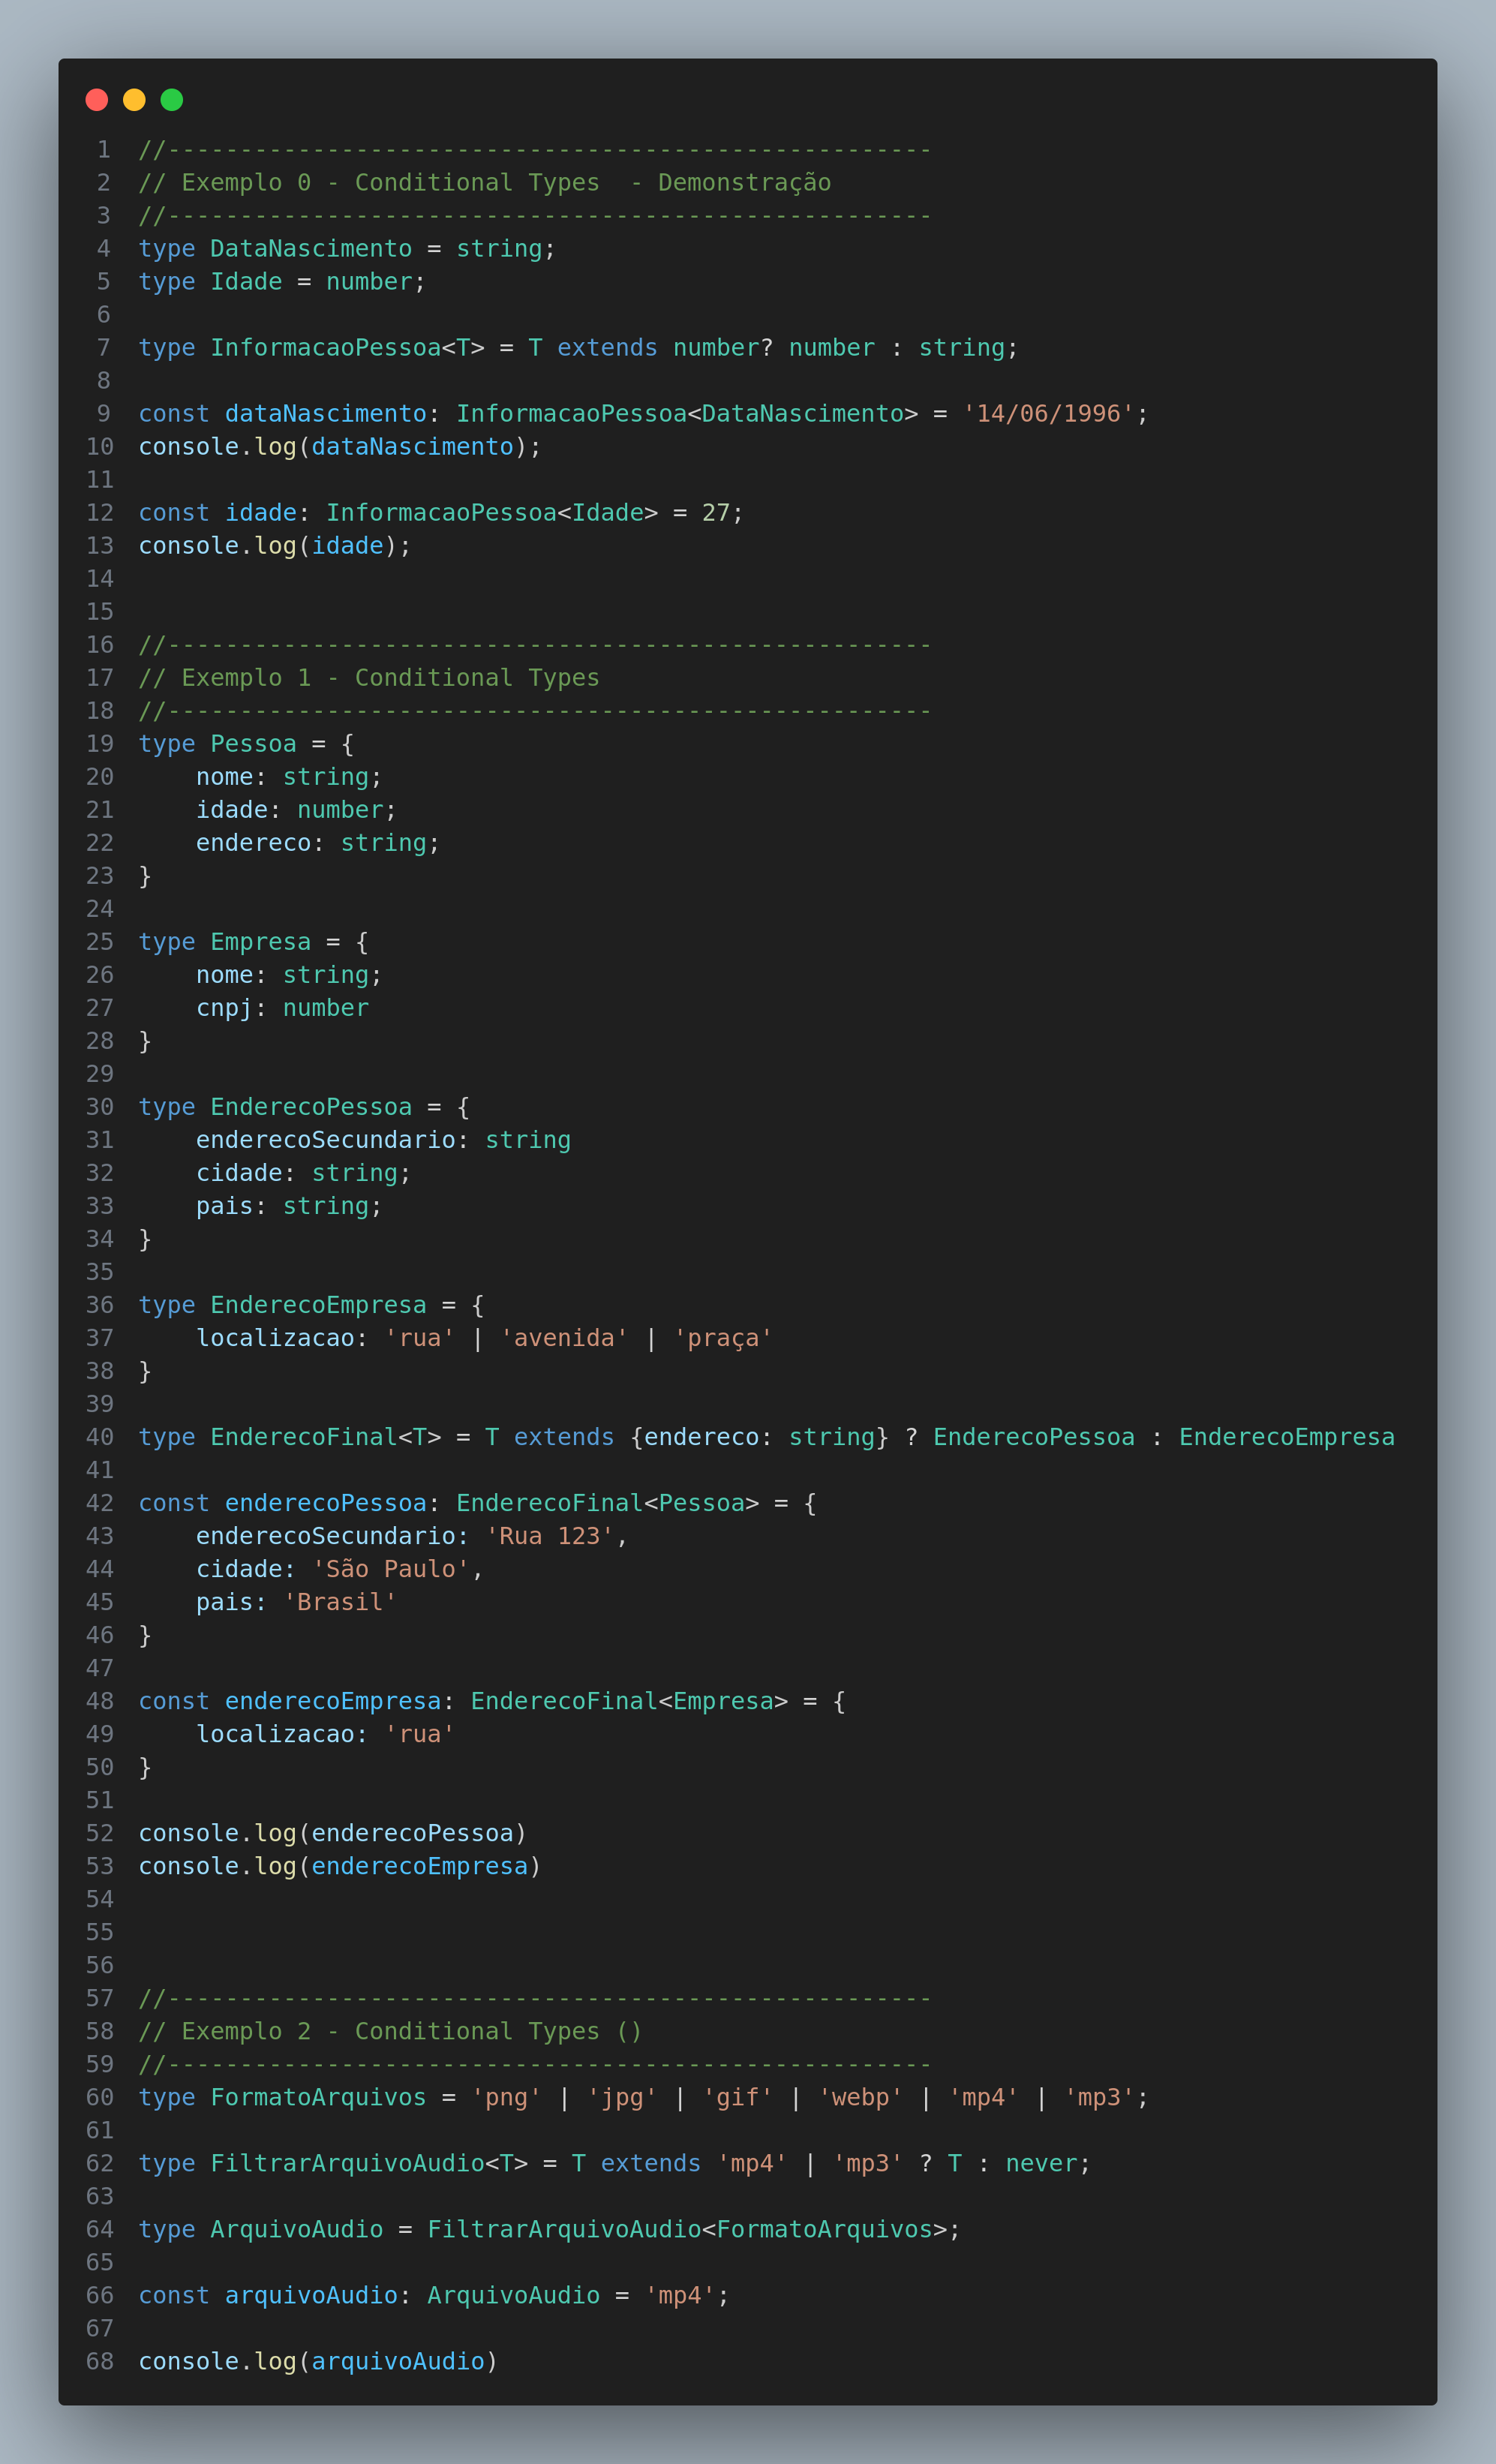 1 //-----------------------------------------------------
2 // Exemplo 0 - Conditional Types  - Demonstração
3 //-----------------------------------------------------
4 type DataNascimento = string;
5 type Idade = number;
6
7 type InformacaoPessoa<T> = T extends number? number : string;
8
9 const dataNascimento: InformacaoPessoa<DataNascimento> = '14/06/1996';
10 console.log(dataNascimento);
11
12 const idade: InformacaoPessoa<Idade> = 27;
13 console.log(idade);
14
15
16 //-----------------------------------------------------
17 // Exemplo 1 - Conditional Types
18 //-----------------------------------------------------
19 type Pessoa = {
20     nome: string;
21     idade: number;
22     endereco: string;
23 }
24
25 type Empresa = {
26     nome: string;
27     cnpj: number
28 }
29
30 type EnderecoPessoa = {
31     enderecoSecundario: string
32     cidade: string;
33     pais: string;
34 }
35
36 type EnderecoEmpresa = {
37     localizacao: 'rua' | 'avenida' | 'praça'
38 }
39
40 type EnderecoFinal<T> = T extends {endereco: string} ? EnderecoPessoa : EnderecoEmpresa
41
42 const enderecoPessoa: EnderecoFinal<Pessoa> = {
43     enderecoSecundario: 'Rua 123',
44     cidade: 'São Paulo',
45     pais: 'Brasil'
46 }
47
48 const enderecoEmpresa: EnderecoFinal<Empresa> = {
49     localizacao: 'rua'
50 }
51
52 console.log(enderecoPessoa)
53 console.log(enderecoEmpresa)
54
55
56
57 //-----------------------------------------------------
58 // Exemplo 2 - Conditional Types ()
59 //-----------------------------------------------------
60 type FormatoArquivos = 'png' | 'jpg' | 'gif' | 'webp' | 'mp4' | 'mp3';
61
62 type FiltrarArquivoAudio<T> = T extends 'mp4' | 'mp3' ? T : never;
63
64 type ArquivoAudio = FiltrarArquivoAudio<FormatoArquivos>;
65
66 const arquivoAudio: ArquivoAudio = 'mp4';
67
68 console.log(arquivoAudio)